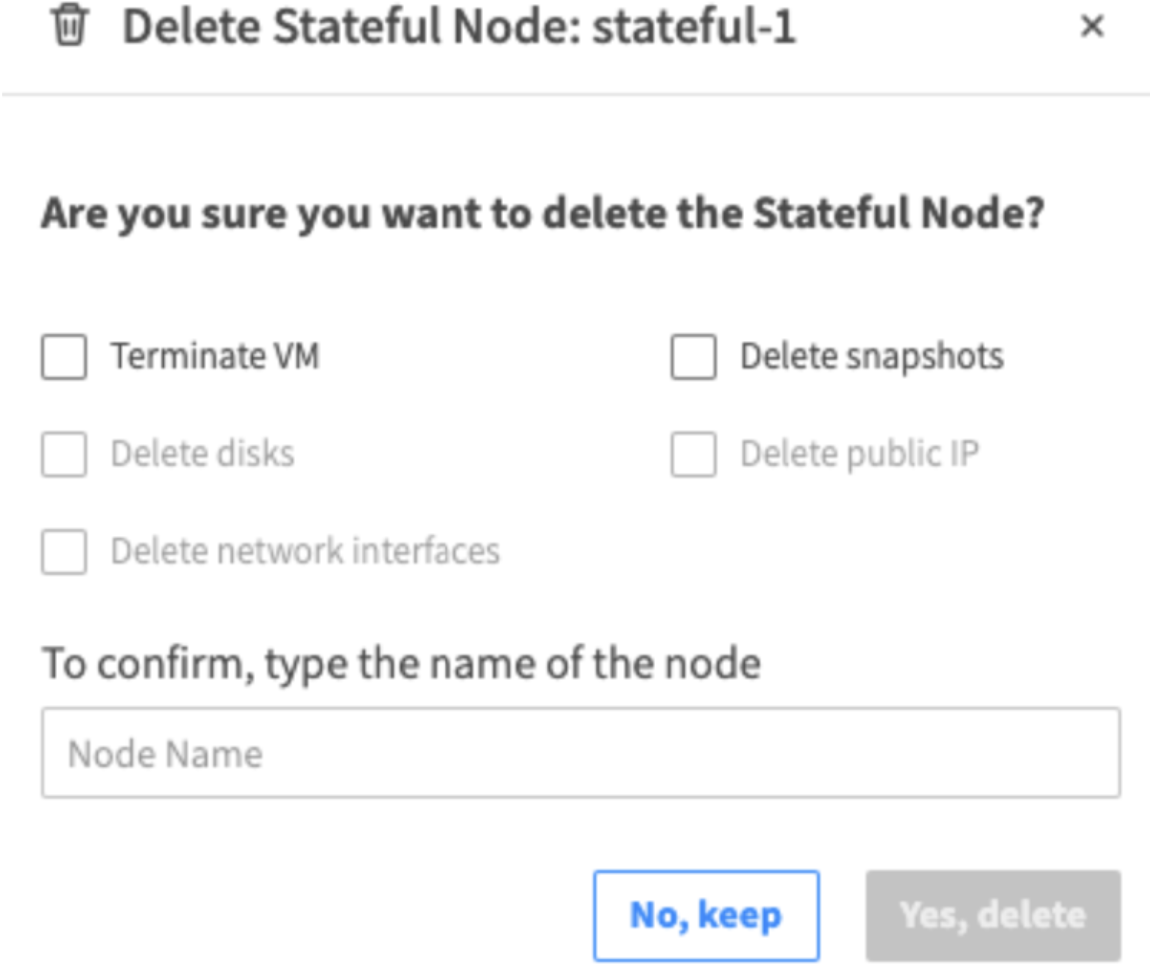 Delete Stateful Node: stateful-1
Are you sure you want to delete the Stateful Node?
Terminate VM
Delete snapshots
Delete disks
Delete public IP
Delete network interfaces
To confirm, type the name of the node
Node Name
No, keep
Yes, delete